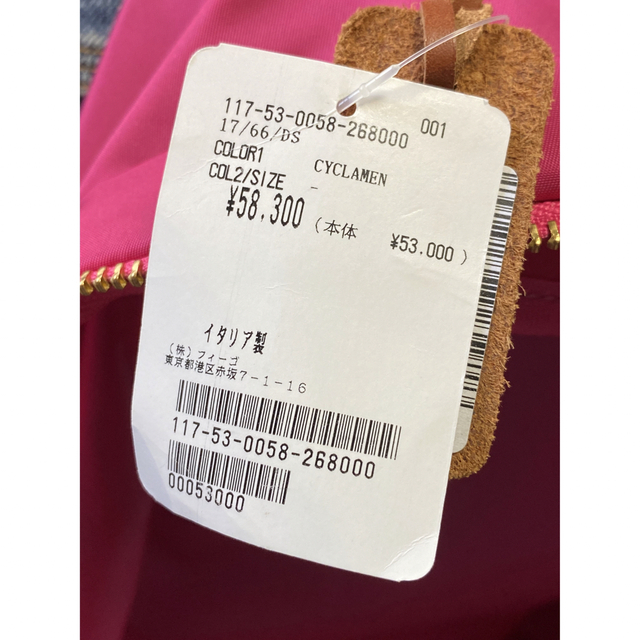 117-53-0058-268000 001
17/66/DS
COLOR1 CYCLAMEN
COL2/SIZE -
¥58,300 (本体 ¥53,000)
イタリア製
(株)フィーゴ
東京都港区赤坂7-1-16
117-53-0058-268000
00053000